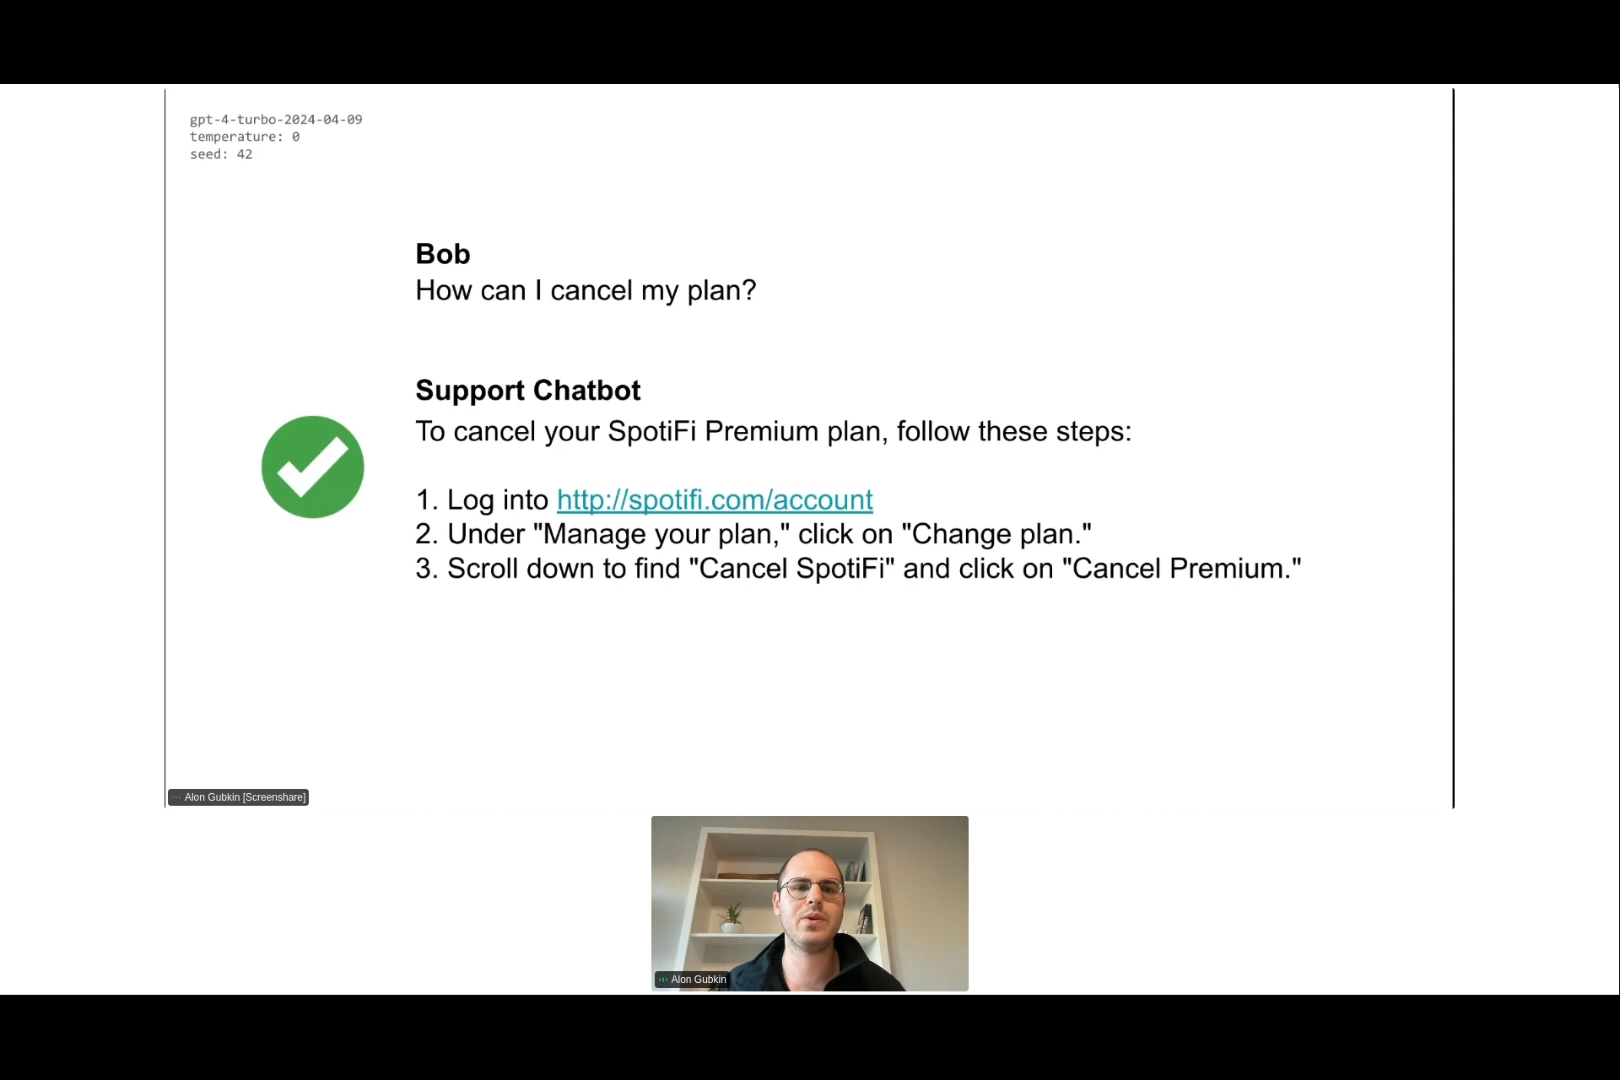 gpt-4-turbo-2024-04-09
temperature: 0
seed: 42
Bob
How can I cancel my plan?
Support Chatbot
To cancel your SpotiFi Premium plan, follow these steps:
1. Log into http://spotifi.com/account
2. Under "Manage your plan," click on "Change plan."
3. Scroll down to find "Cancel SpotiFi" and click on "Cancel Premium."
Alon Gubkin [Screenshare]
Alon Gubkin